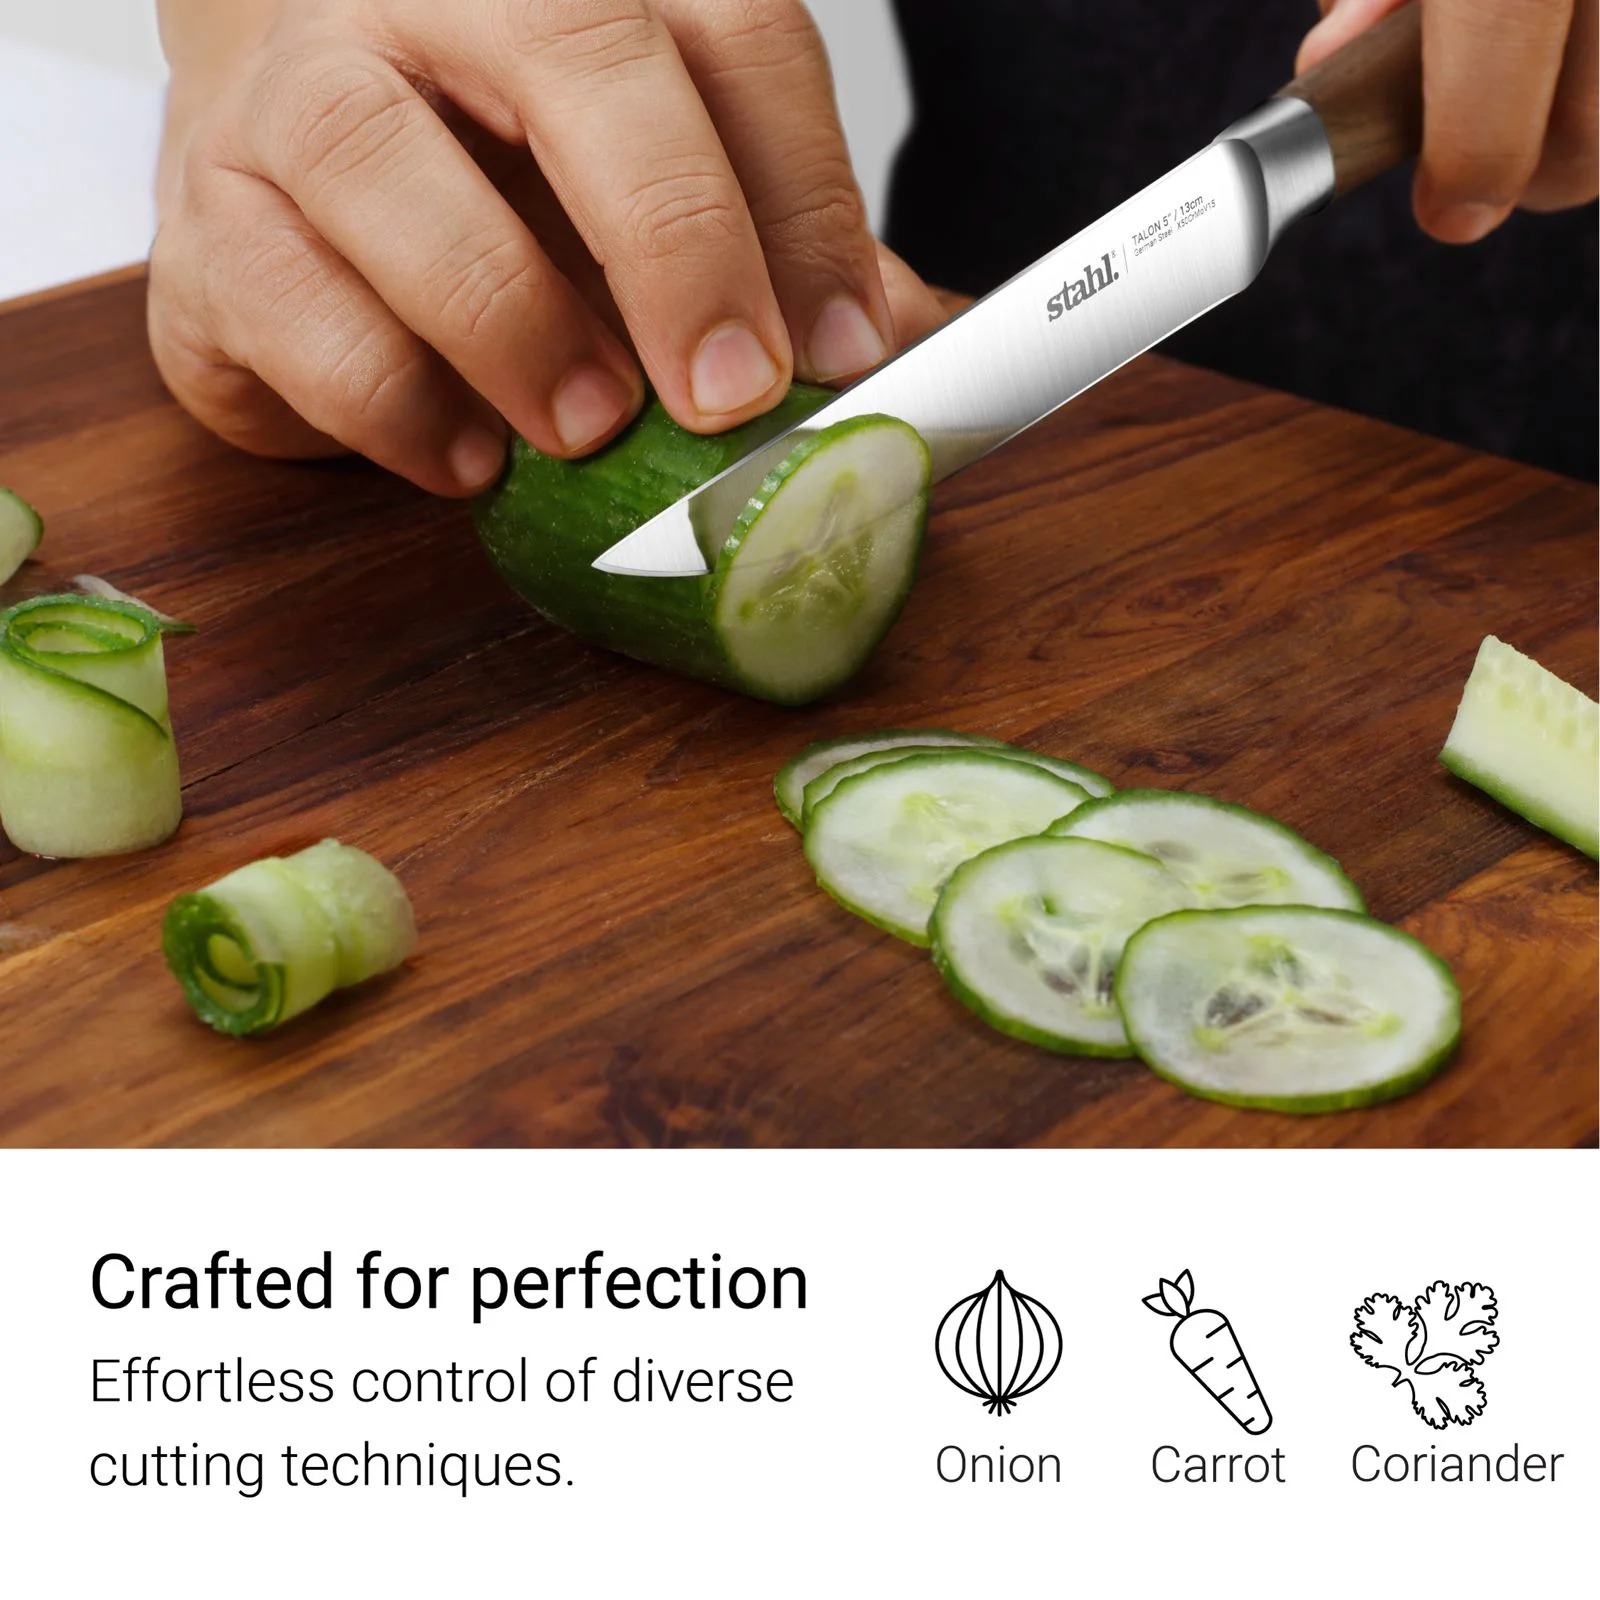 stahl.®
TALON 5" / 13cm
German Steel X50CrMoV15
Crafted for perfection
Effortless control of diverse
cutting techniques.
Onion
Carrot
Coriander